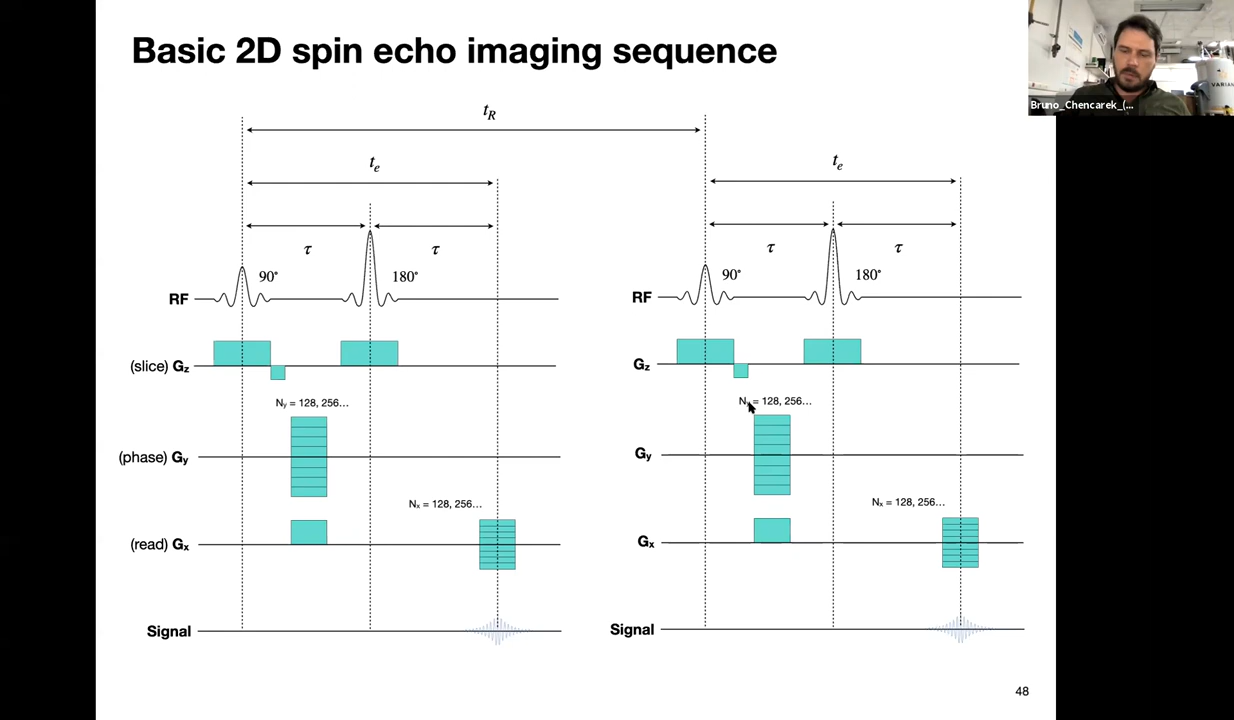 Basic 2D spin echo imaging sequence
Bruno_Chencarek_(...
VARIAN
t_R
t_e
t_e
τ
τ
τ
τ
90°
180°
90°
180°
RF
RF
(slice) G_z
G_z
N_y = 128, 256...
= 128, 256...
(phase) G_y
G_y
N_x = 128, 256...
N_x = 128, 256...
(read) G_x
G_x
Signal
Signal
48